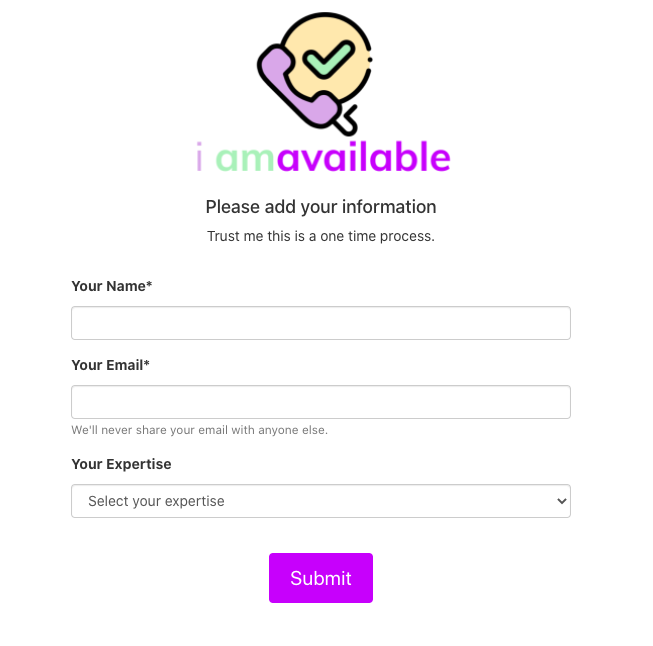 i amavailable
Please add your information
Trust me this is a one time process.
Your Name*
Your Email*
We'll never share your email with anyone else.
Your Expertise
Select your expertise
Submit